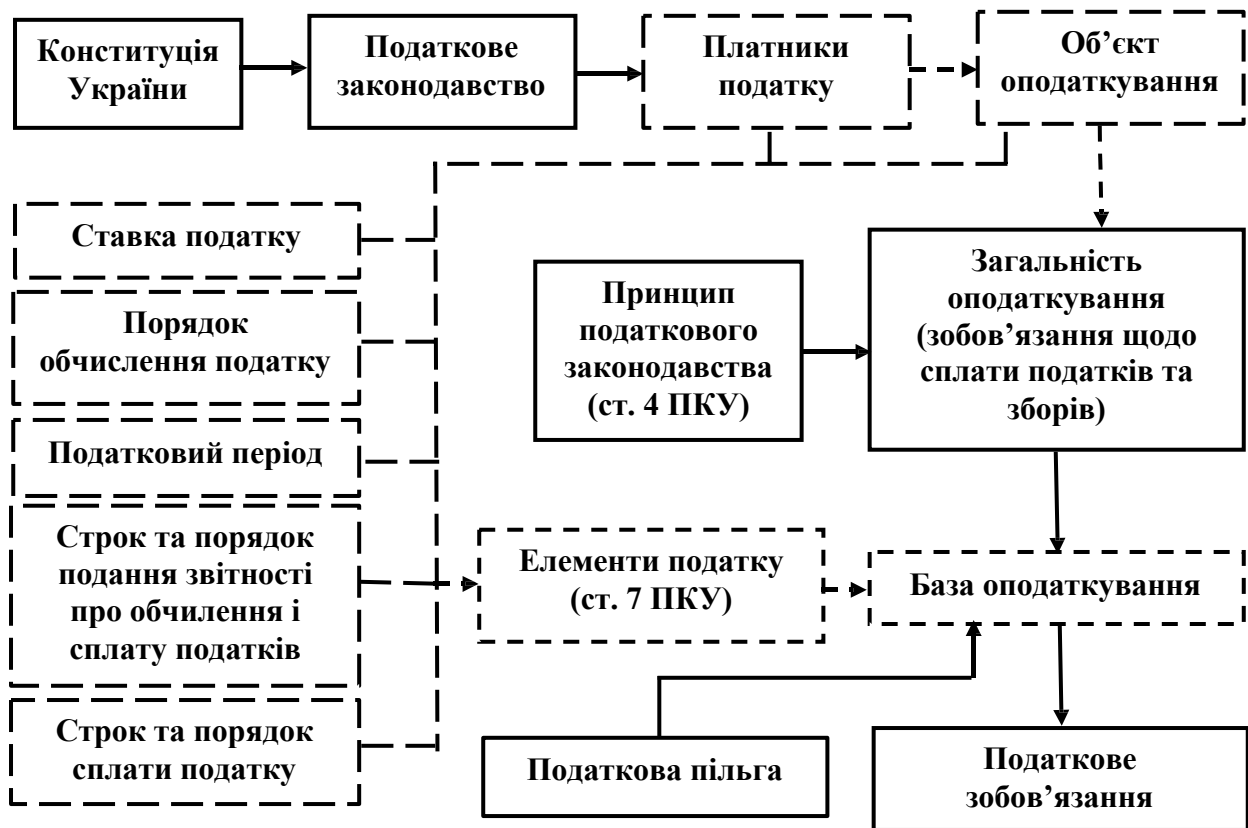 Конституція
України
Податкове
законодавство
Платники
податку
Об’єкт
оподаткування
Ставка податку
Порядок
обчислення податку
Податковий період
Строк та порядок
подання звітності
про обчилення і
сплату податків
Строк та порядок
сплати податку
Принцип
податкового
законодавства
(ст. 4 ПКУ)
Загальність
оподаткування
(зобов’язання щодо
сплати податків та
зборів)
Елементи податку
(ст. 7 ПКУ)
База оподаткування
Податкова пільга
Податкове
зобов’язання